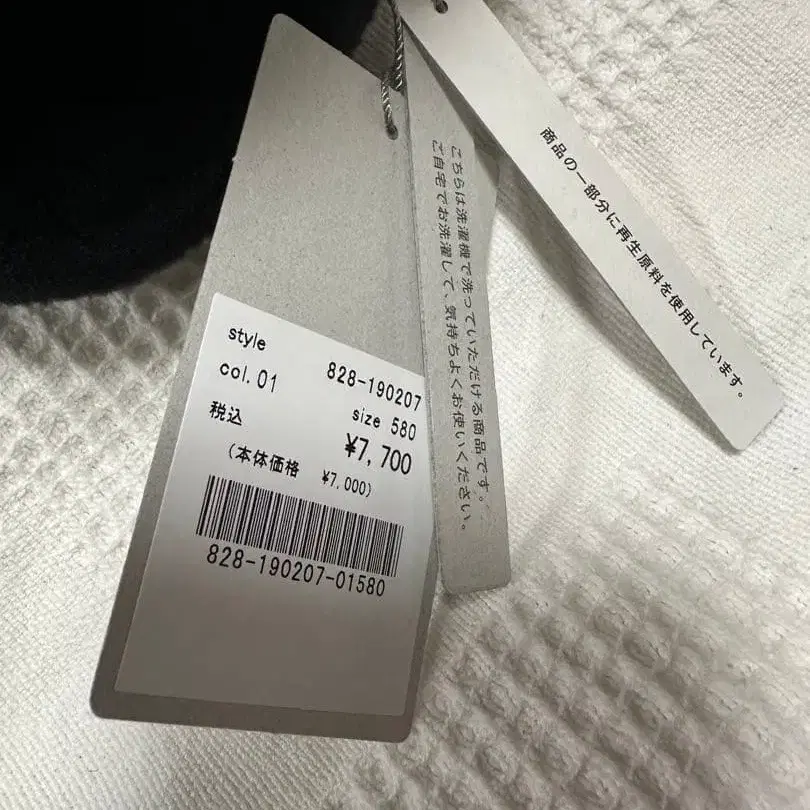 style 828-190207
col.01 size 580
税込 ¥7,700
(本体価格 ¥7,000)
828-190207-01580
こちらは洗濯機で洗っていただける商品です。
ご自宅でお洗濯して、気持ちよくお使いください。
商品の一部分に再生原料を使用しています。